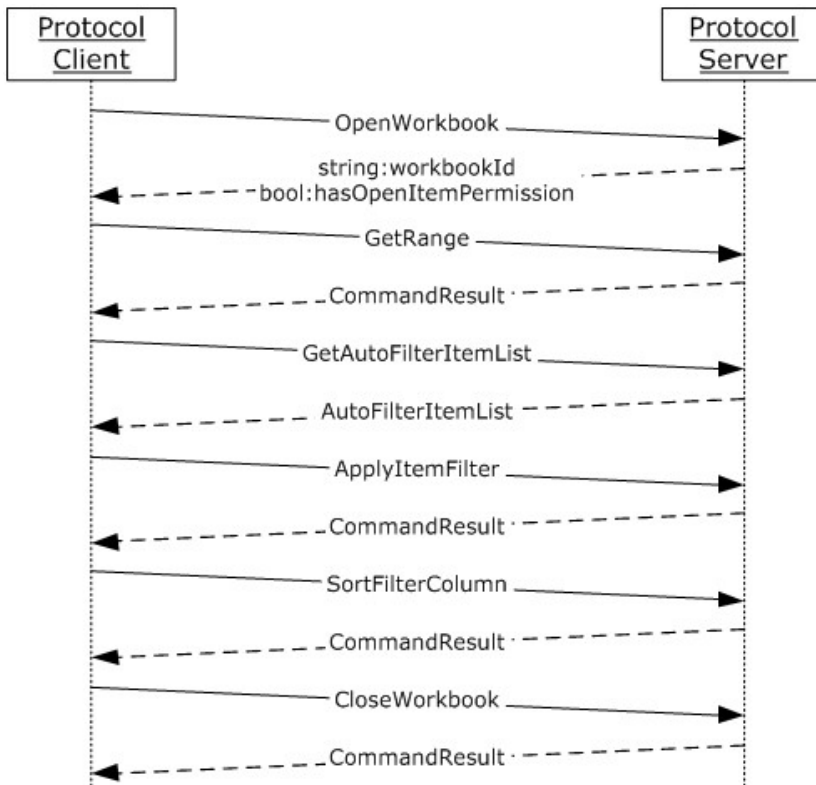 Protocol
Client
Protocol
Server
OpenWorkbook
string:workbookId
bool:hasOpenItemPermission
GetRange
CommandResult
GetAutoFilterItemList
AutoFilterItemList
ApplyItemFilter
CommandResult
SortFilterColumn
CommandResult
CloseWorkbook
CommandResult